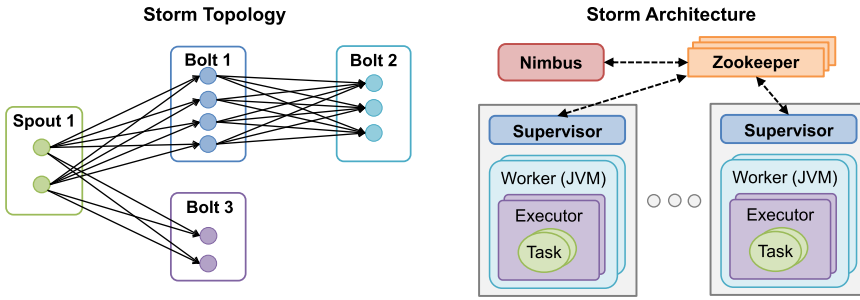 Storm Topology
Spout 1
Bolt 1
Bolt 2
Bolt 3
Storm Architecture
Nimbus
Zookeeper
Supervisor
Worker (JVM)
Executor
Task
Supervisor
Worker (JVM)
Executor
Task